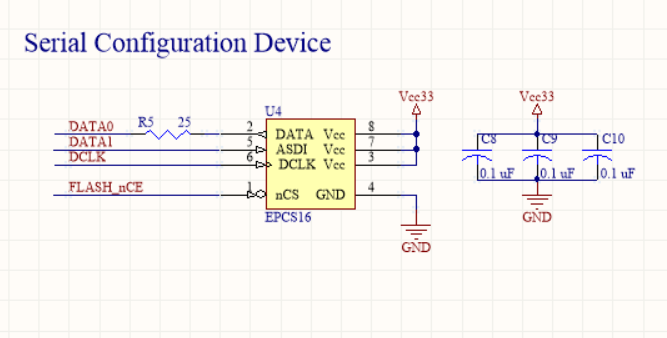 Serial Configuration Device
U4
Vcc33
Vcc33
DATA0 R5 25 2 DATA Vcc 8
DATA1 5 ASDI Vcc 7
DCLK 6 DCLK Vcc 3
FLASH_nCE 1 nCS GND 4
EPCS16
GND
C8 C9 C10
0.1 uF 0.1 uF 0.1 uF
GND